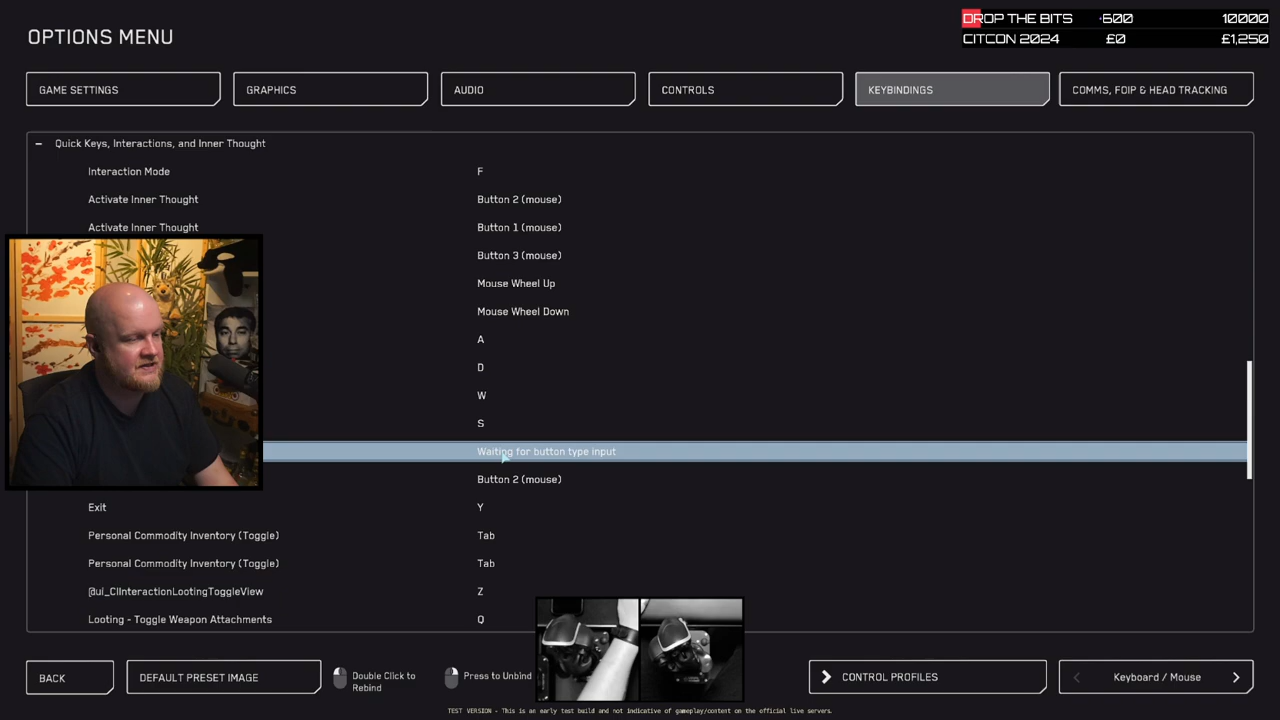 OPTIONS MENU
DROP THE BITS 600 10000
CITCON 2024 £0 £1,250
GAME SETTINGS
GRAPHICS
AUDIO
CONTROLS
KEYBINDINGS
COMMS, FOIP & HEAD TRACKING
Quick Keys, Interactions, and Inner Thought
Interaction Mode F
Activate Inner Thought Button 2 (mouse)
Activate Inner Thought Button 1 (mouse)
Button 3 (mouse)
Mouse Wheel Up
Mouse Wheel Down
A
D
W
S
Waiting for button type input
Button 2 (mouse)
Exit Y
Personal Commodity Inventory (Toggle) Tab
Personal Commodity Inventory (Toggle) Tab
@ui_CIInteractionLootingToggleView Z
Looting - Toggle Weapon Attachments Q
BACK
DEFAULT PRESET IMAGE
Double Click to
Rebind
Press to Unbind
CONTROL PROFILES
Keyboard / Mouse
TEST VERSION - This is an early test build and not indicative of gameplay/content on the official live servers.